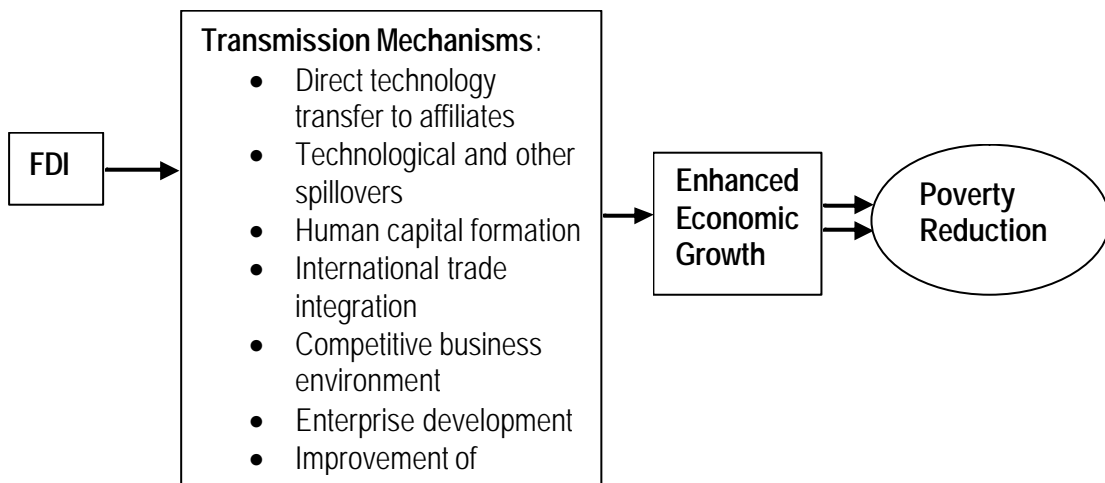 FDI
Transmission Mechanisms:
• Direct technology
transfer to affiliates
• Technological and other
spillovers
• Human capital formation
• International trade
integration
• Competitive business
environment
• Enterprise development
• Improvement of
Enhanced
Economic
Growth
Poverty
Reduction